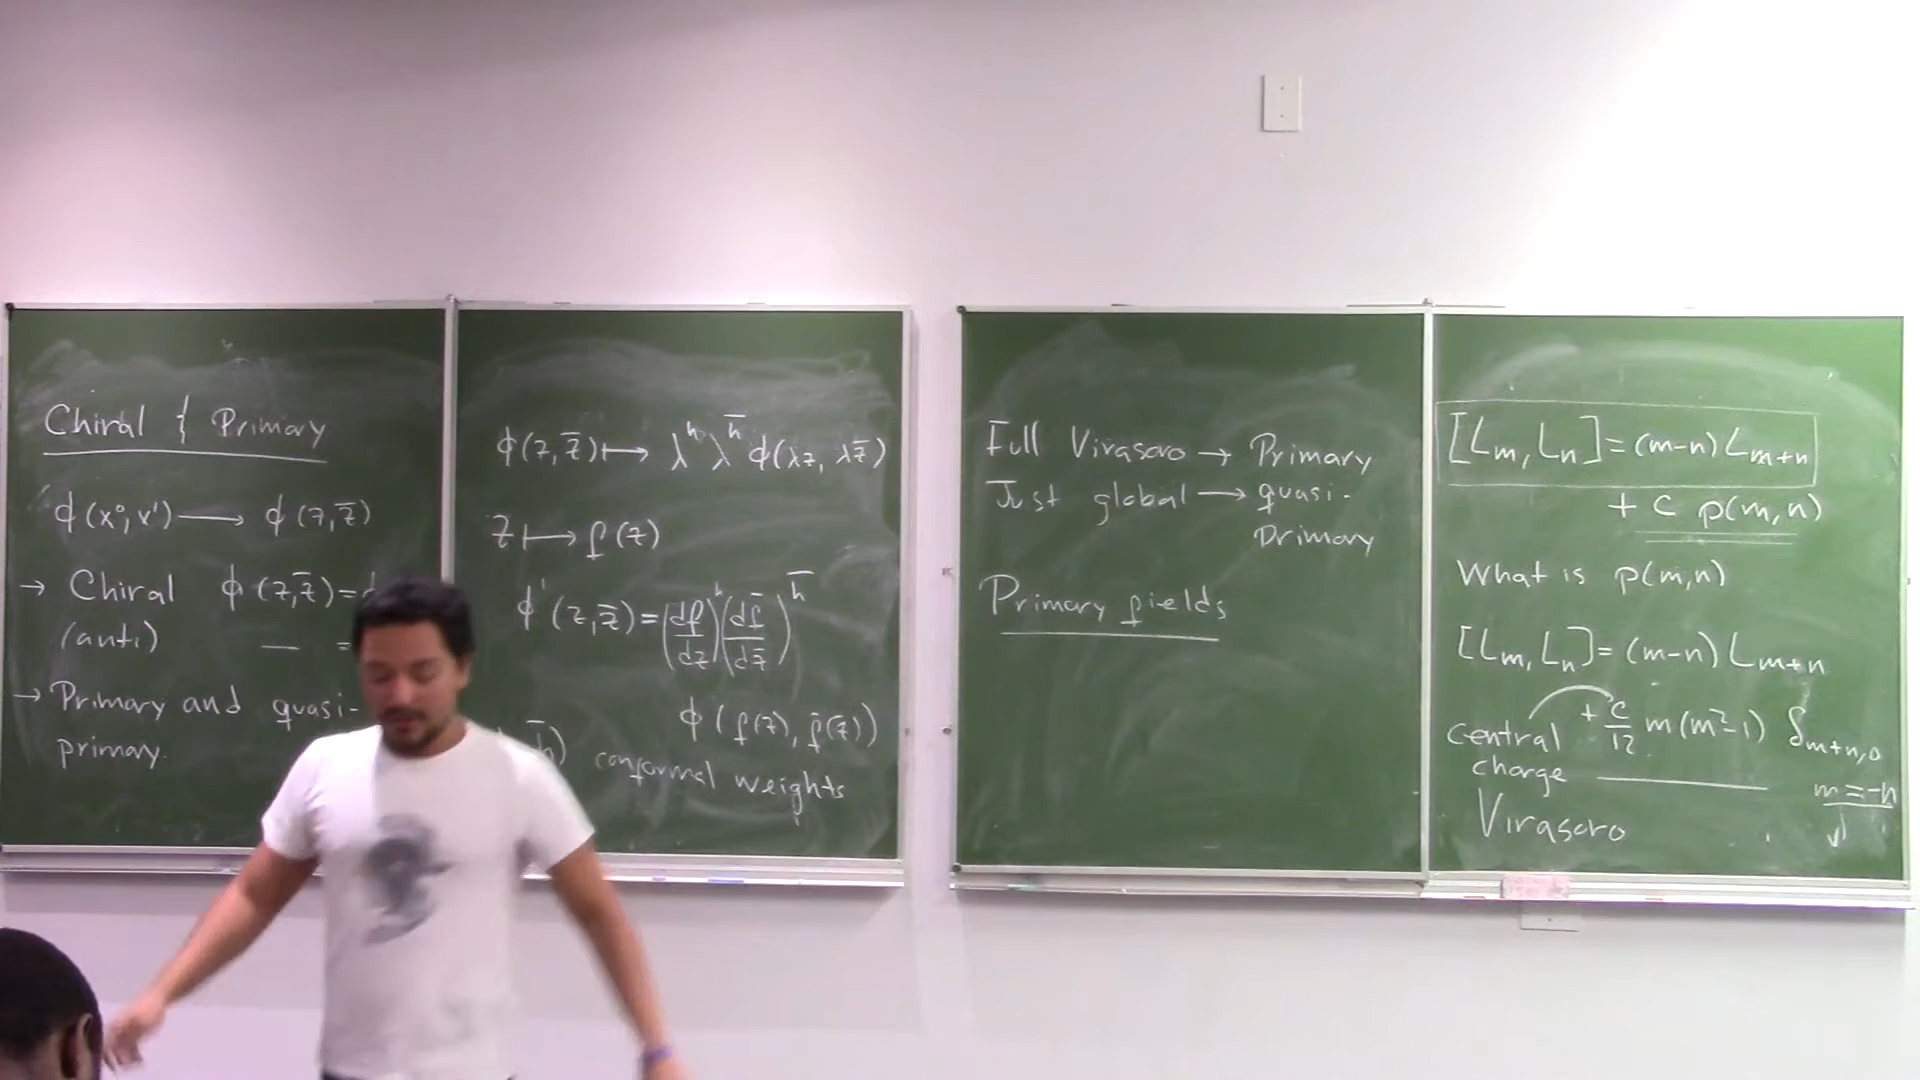 Chiral & Primary
ϕ(x⁰,x¹) ⟶ ϕ(z,z̄)
→ Chiral ϕ(z,z̄)=
(anti) — =
→ Primary and quasi-
primary.
ϕ(z,z̄) ⟼ λ^h λ^h̄ ϕ(λz, λz̄)
z ⟼ f(z)
ϕ'(z,z̄) = (df/dz)^h (df̄/dz̄)^h̄
ϕ(f(z), f̄(z̄))
h̄) conformal weights
Full Virasoro → Primary
Just global → quasi-
Primary
Primary fields
[L_m, L_n] = (m-n) L_{m+n}
+ c p(m,n)
What is p(m,n)
[L_m, L_n] = (m-n) L_{m+n}
+ c/12 m(m²-1) δ_{m+n,0}
central
charge
m=-n
Virasoro